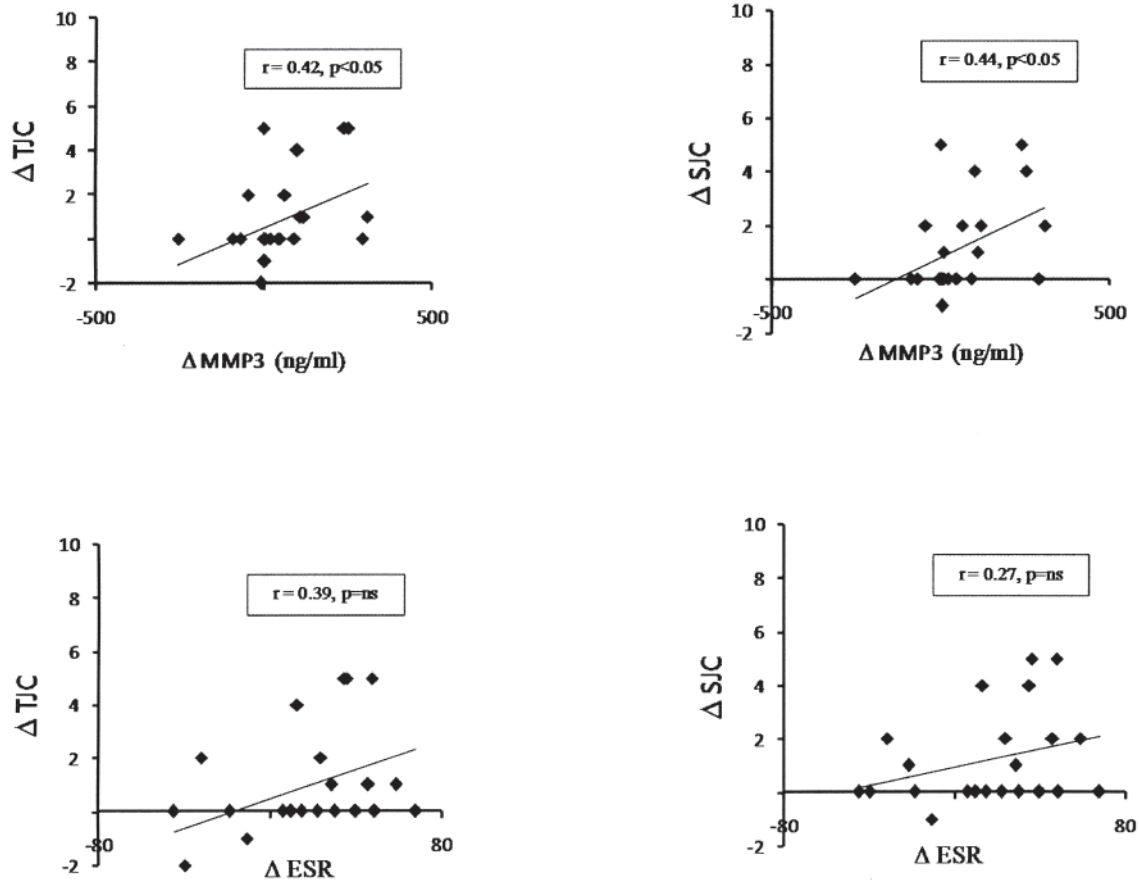 10
8
6
4
2
-2
-500
500
r = 0.42, p<0.05
Δ TJC
Δ MMP3 (ng/ml)
10
8
6
4
2
0
-2
-500
500
r = 0.44, p<0.05
Δ SJC
Δ MMP3 (ng/ml)
10
8
6
4
2
0
-2
-80
80
r = 0.39, p=ns
Δ TJC
Δ ESR
10
8
6
4
2
0
-2
-80
80
r = 0.27, p=ns
Δ SJC
Δ ESR